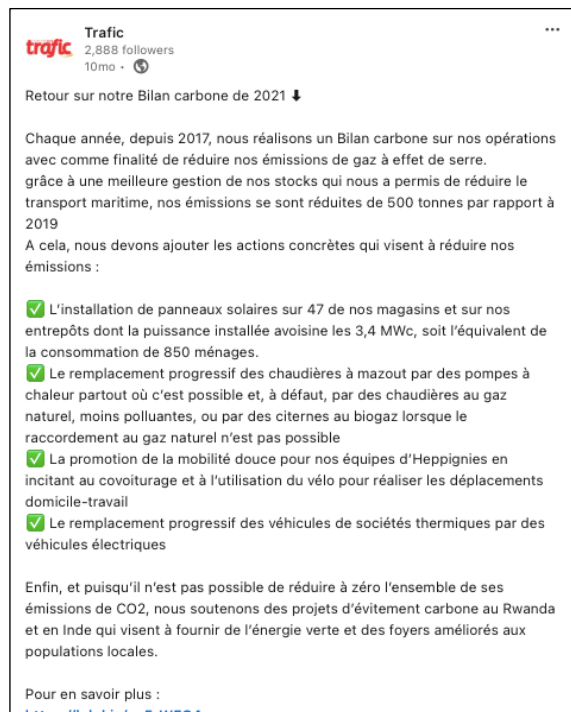 Trafic
trafic
2,888 followers
10mo •
Retour sur notre Bilan carbone de 2021 ⬇
Chaque année, depuis 2017, nous réalisons un Bilan carbone sur nos opérations
avec comme finalité de réduire nos émissions de gaz à effet de serre.
grâce à une meilleure gestion de nos stocks qui nous a permis de réduire le
transport maritime, nos émissions se sont réduites de 500 tonnes par rapport à
2019
A cela, nous devons ajouter les actions concrètes qui visent à réduire nos
émissions :
✅ L'installation de panneaux solaires sur 47 de nos magasins et sur nos
entrepôts dont la puissance installée avoisine les 3,4 MWc, soit l'équivalent de
la consommation de 850 ménages.
✅ Le remplacement progressif des chaudières à mazout par des pompes à
chaleur partout où c'est possible et, à défaut, par des chaudières au gaz
naturel, moins polluantes, ou par des citernes au biogaz lorsque le
raccordement au gaz naturel n'est pas possible
✅ La promotion de la mobilité douce pour nos équipes d'Heppignies en
incitant au covoiturage et à l'utilisation du vélo pour réaliser les déplacements
domicile-travail
✅ Le remplacement progressif des véhicules de sociétés thermiques par des
véhicules électriques
Enfin, et puisqu'il n'est pas possible de réduire à zéro l'ensemble de ses
émissions de CO2, nous soutenons des projets d'évitement carbone au Rwanda
et en Inde qui visent à fournir de l'énergie verte et des foyers améliorés aux
populations locales.
Pour en savoir plus :